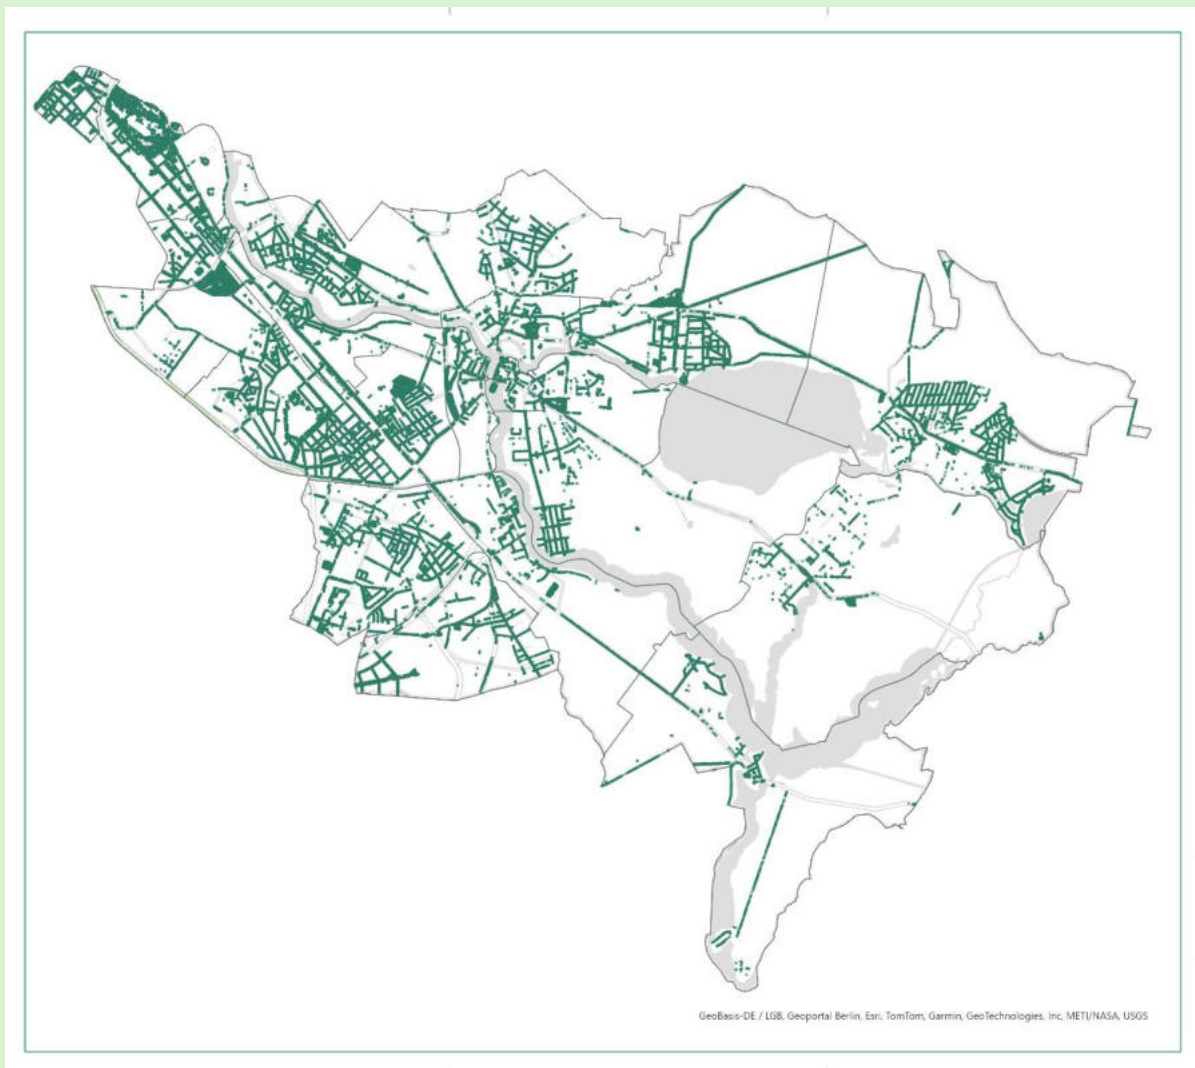 GeoBasis-DE / LGB, Geoportal Berlin, Esri, TomTom, Garmin, GeoTechnologies, Inc, METI/NASA, USGS